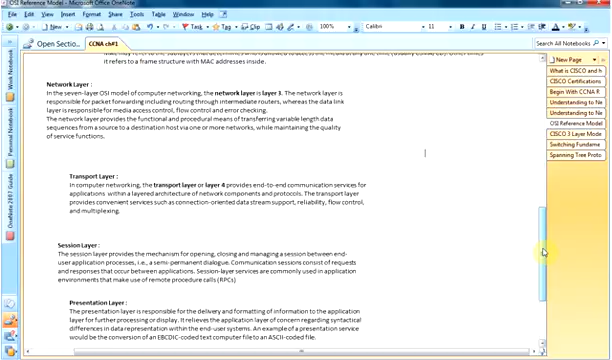 OSI Reference Model - Microsoft Office OneNote
File Edit View Insert Format Share Tools Table Window Help
Back New Task Tag Clip 100% Calibri 11 B I U
Open Sectio... CCNA ch#1 Search All Notebooks
it refers to a frame structure with MAC addresses inside.
Network Layer :
In the seven-layer OSI model of computer networking, the network layer is layer 3. The network layer is
responsible for packet forwarding including routing through intermediate routers, whereas the data link
layer is responsible for media access control, flow control and error checking.
The network layer provides the functional and procedural means of transferring variable length data
sequences from a source to a destination host via one or more networks, while maintaining the quality
of service functions.
Transport Layer :
In computer networking, the transport layer or layer 4 provides end-to-end communication services for
applications within a layered architecture of network components and protocols. The transport layer
provides convenient services such as connection-oriented data stream support, reliability, flow control,
and multiplexing.
Session Layer :
The session layer provides the mechanism for opening, closing and managing a session between end-
user application processes, i.e., a semi-permanent dialogue. Communication sessions consist of requests
and responses that occur between applications. Session-layer services are commonly used in application
environments that make use of remote procedure calls (RPCs)
Presentation Layer :
The presentation layer is responsible for the delivery and formatting of information to the application
layer for further processing or display. It relieves the application layer of concern regarding syntactical
differences in data representation within the end-user systems. An example of a presentation service
would be the conversion of an EBCDIC-coded text computer file to an ASCII-coded file.
Work Notebook
Personal Notebook
OneNote 2007 Guide
New Page
What is CISCO and h
CISCO Certifications
Begin With CCNA R
Understanding to Ne
Understanding to Ne
OSI Reference Model
CISCO 3 Layer Mode
Switching Fundame
Spanning Tree Proto